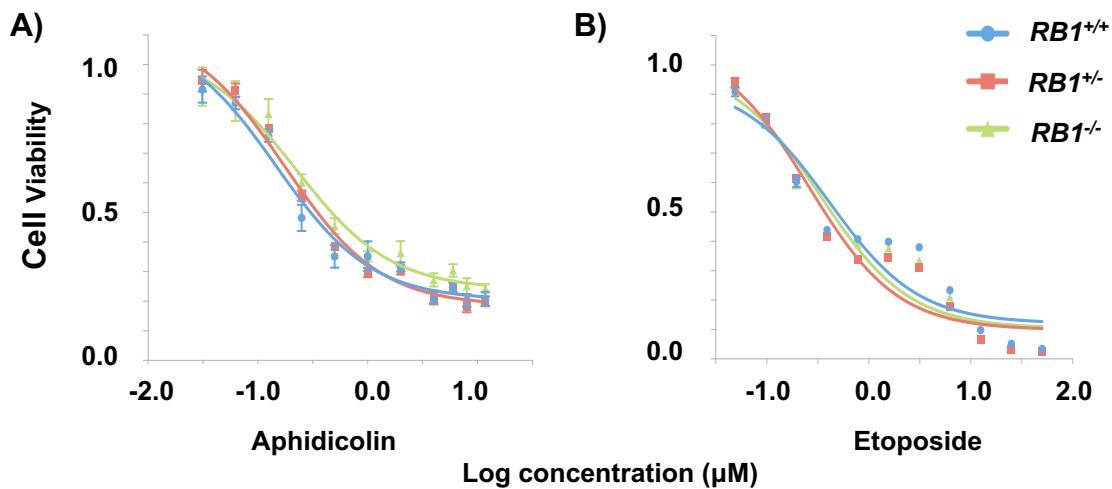 A)
B)
RB1+/+
RB1+/-
RB1-/-
Cell Viability
1.0
0.5
0.0
-2.0 -1.0 0.0 1.0
Aphidicolin
1.0
0.5
0.0
-1.0 0.0 1.0 2.0
Etoposide
Log concentration (µM)